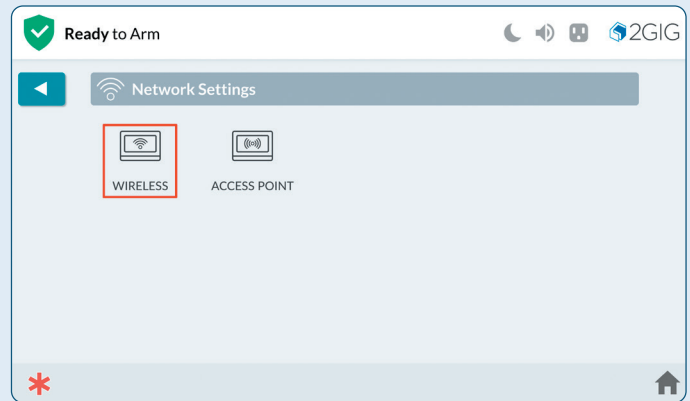 Ready to Arm
2GIG
Network Settings
WIRELESS
ACCESS POINT